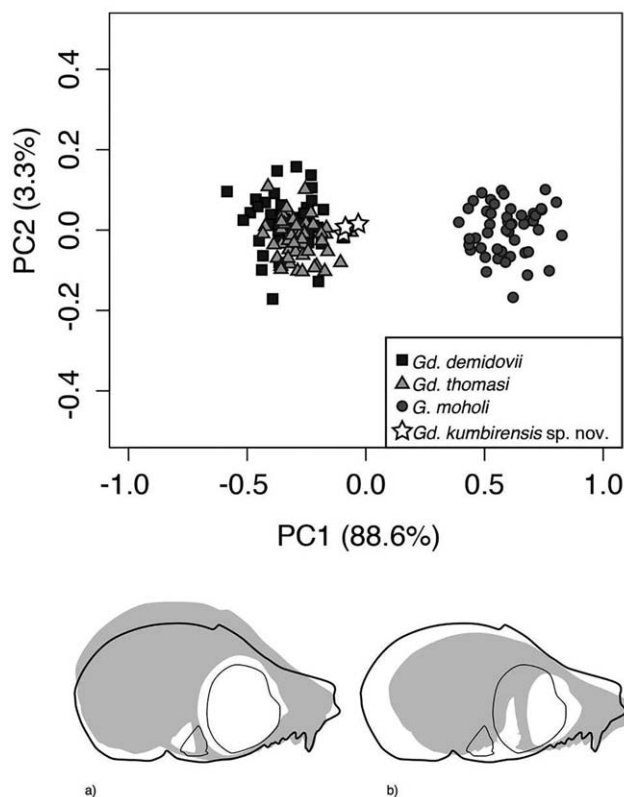 0.4
0.2
0.0
-0.2
-0.4
PC2 (3.3%)
Gd. demidovii
Gd. thomasi
G. moholi
Gd. kumbirensis sp. nov.
-1.0 -0.5 0.0 0.5 1.0
PC1 (88.6%)
a) b)